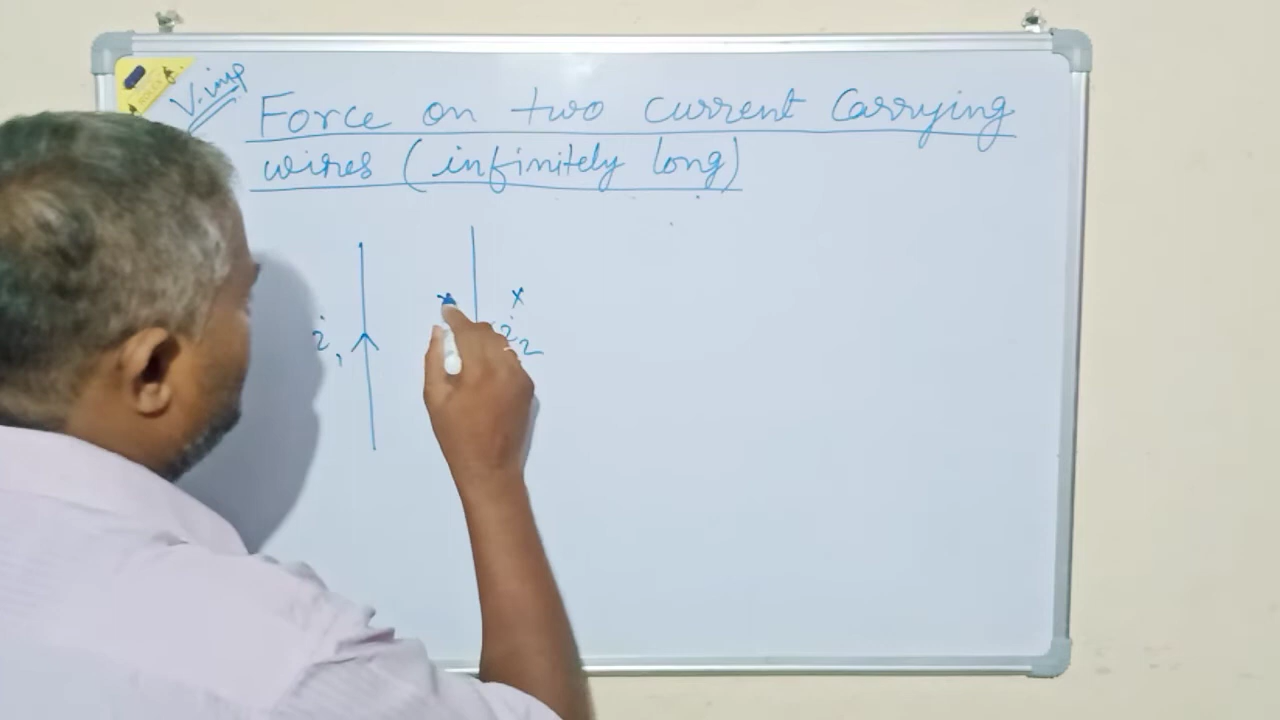 V.imp
Force on two current carrying
wires (infinitely long)
x x
i₁ i₂